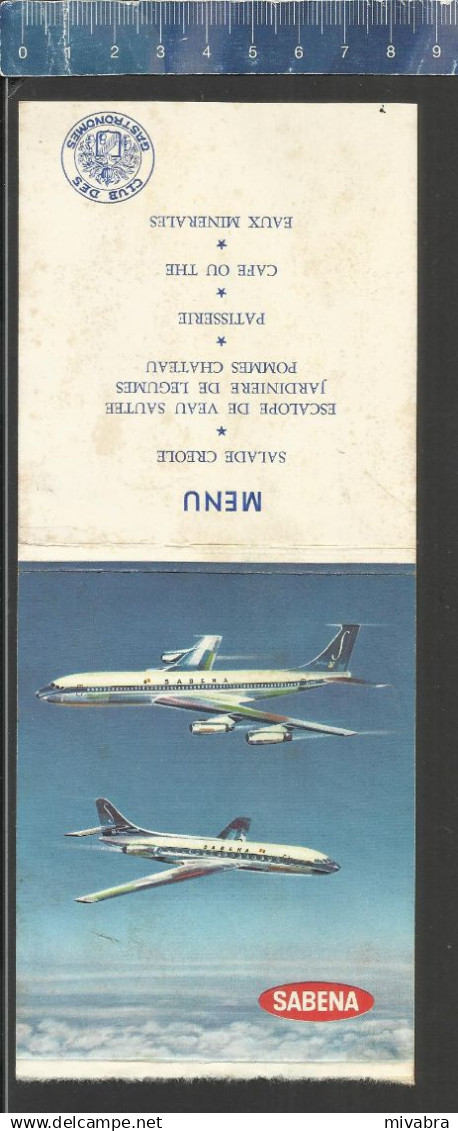 0 1 2 3 4 5 6 7 8 9
MENU
SALADE CREOLE
★
ESCALOPE DE VEAU SAUTEE
JARDINIERE DE LEGUMES
POMMES CHATEAU
★
PATISSERIE
★
CAFE OU THE
★
EAUX MINERALES
CLUB DES GASTRONOMES
SABENA
SABENA
SABENA
mivabra